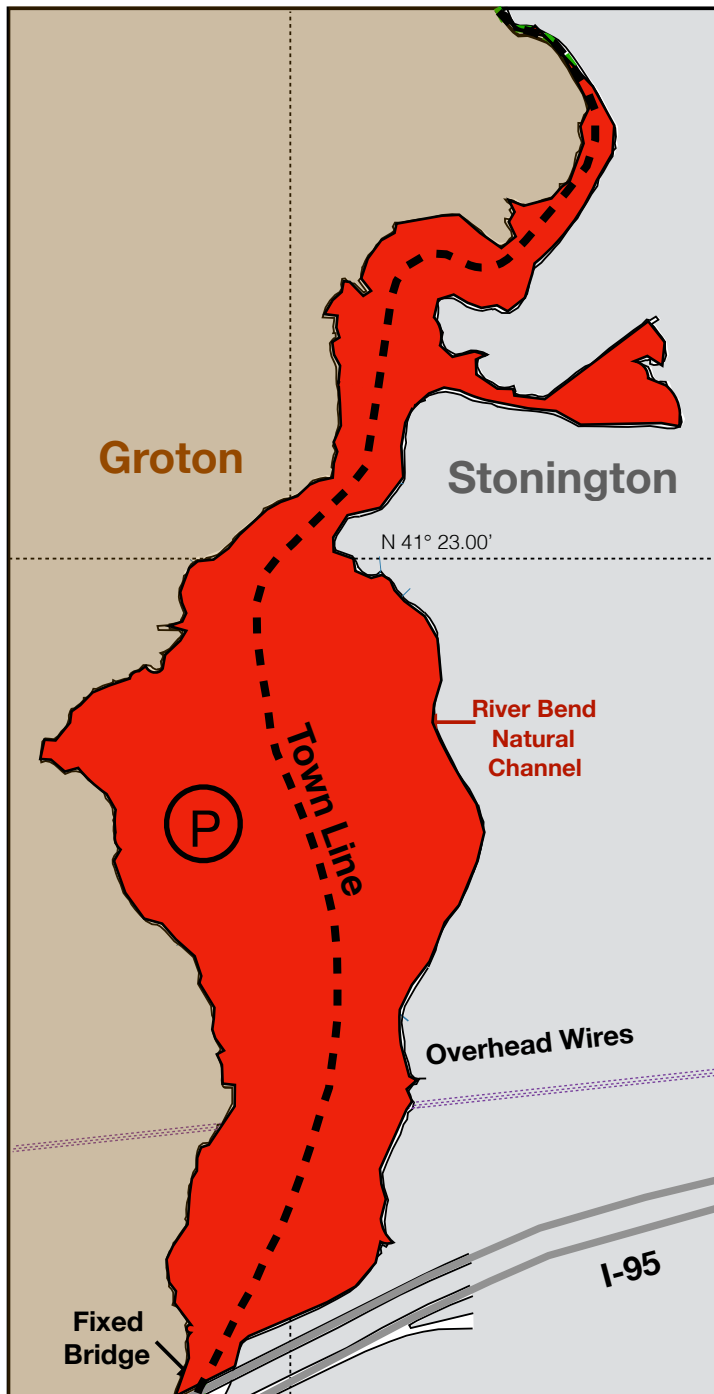 Groton
Stonington
N 41° 23.00’
River Bend
Natural
Channel
Town Line
P
Overhead Wires
I-95
Fixed
Bridge